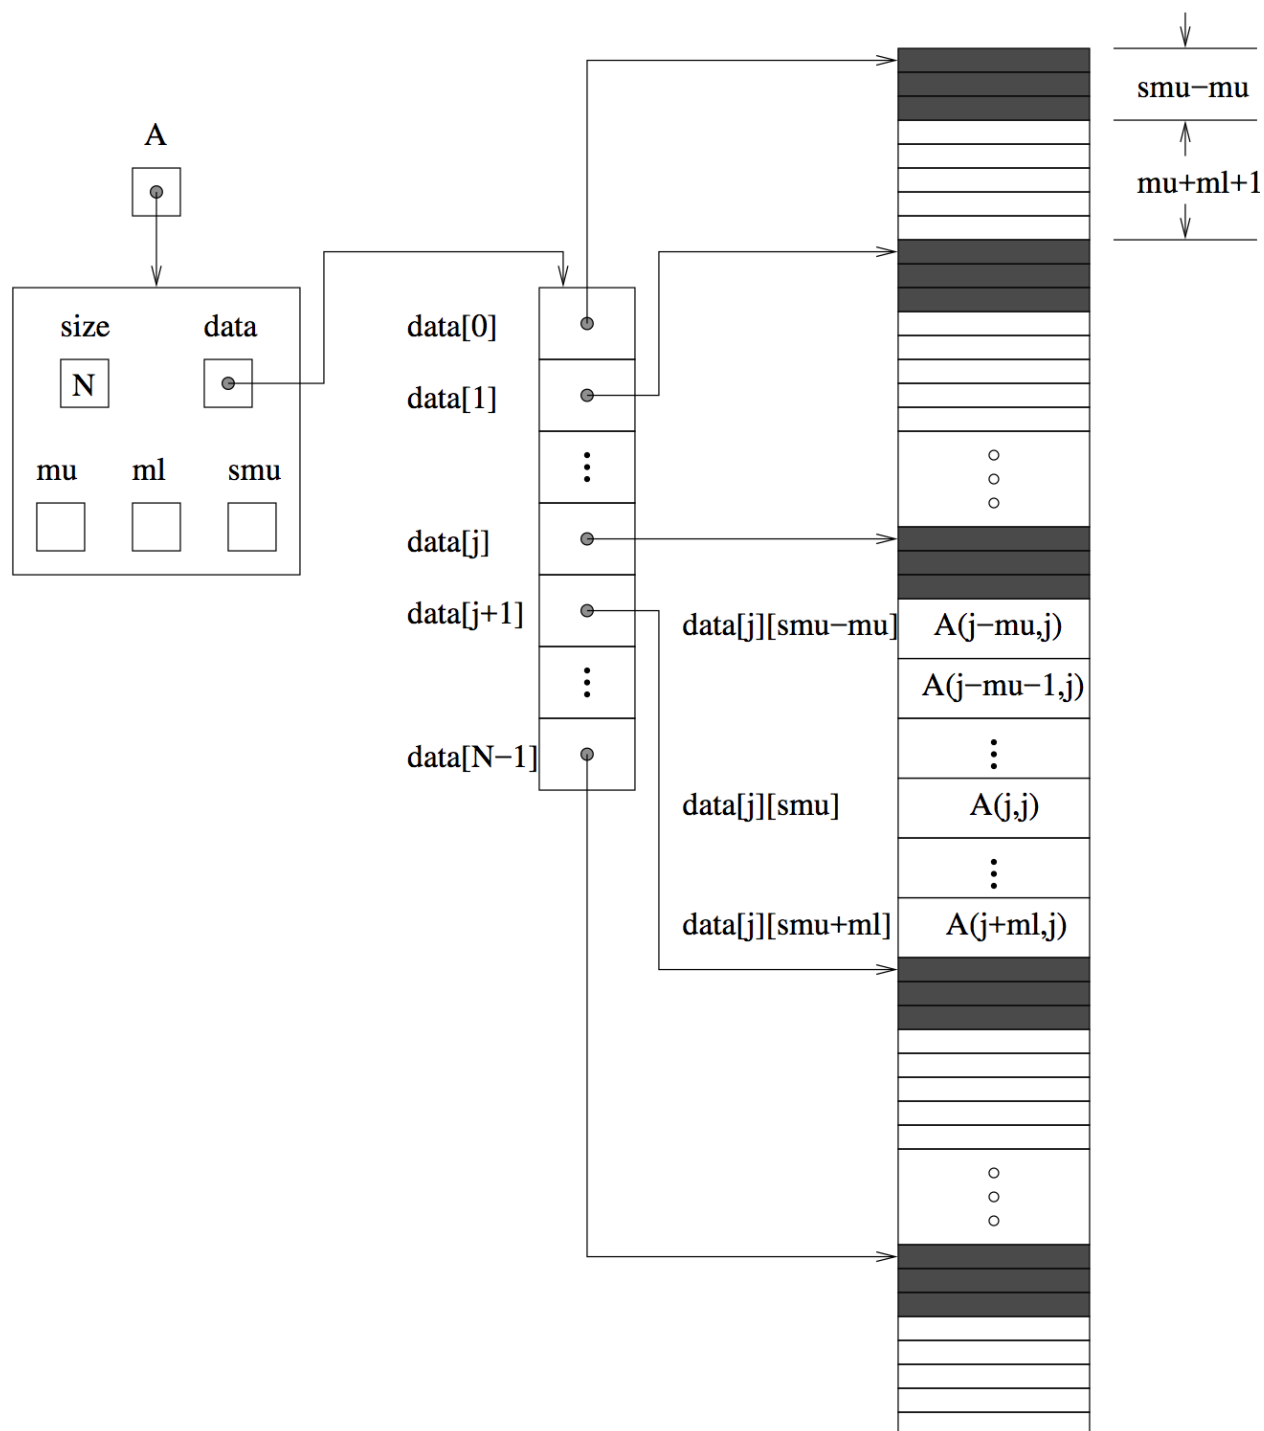 A
size data
N
mu ml smu
data[0]
data[1]
data[j]
data[j+1]
data[N−1]
smu−mu
mu+ml+1
data[j][smu−mu] A(j−mu,j)
A(j−mu−1,j)
data[j][smu] A(j,j)
data[j][smu+ml] A(j+ml,j)